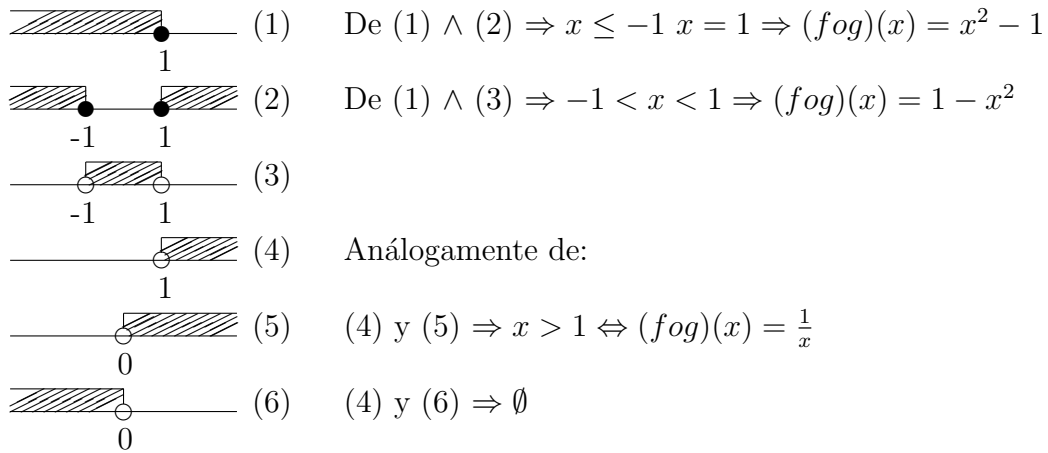 (1) De (1) ∧ (2) ⇒ x ≤ −1 x = 1 ⇒ (fog)(x) = x² − 1
1
(2) De (1) ∧ (3) ⇒ −1 < x < 1 ⇒ (fog)(x) = 1 − x²
-1 1
(3)
-1 1
(4) Análogamente de:
1
(5) (4) y (5) ⇒ x > 1 ⇔ (fog)(x) = 1/x
0
(6) (4) y (6) ⇒ ∅
0